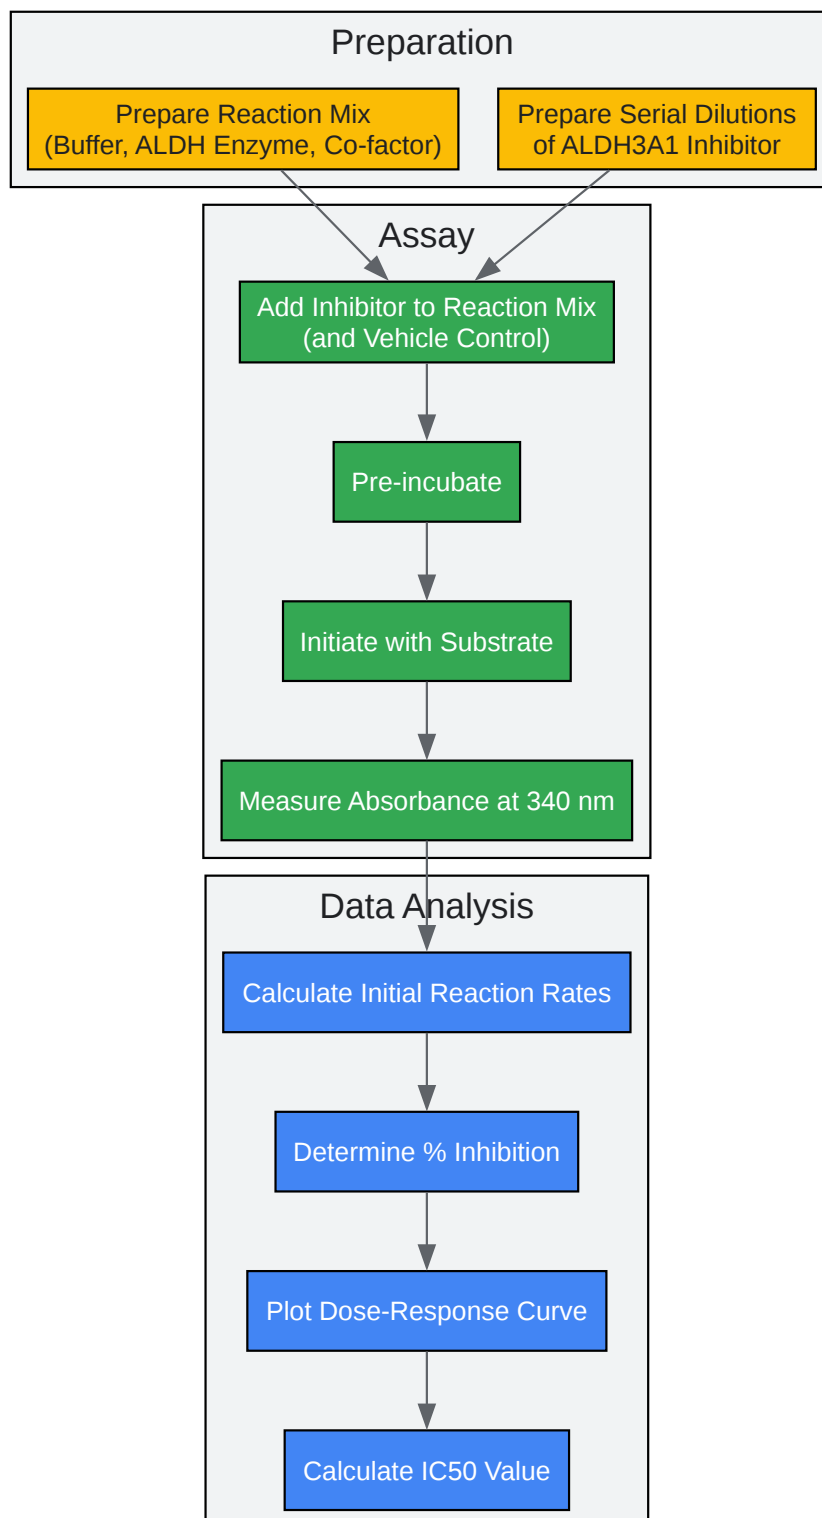 Preparation
Prepare Reaction Mix
(Buffer, ALDH Enzyme, Co-factor)
Prepare Serial Dilutions
of ALDH3A1 Inhibitor
Assay
Add Inhibitor to Reaction Mix
(and Vehicle Control)
Pre-incubate
Initiate with Substrate
Measure Absorbance at 340 nm
Data Analysis
Calculate Initial Reaction Rates
Determine % Inhibition
Plot Dose-Response Curve
Calculate IC50 Value